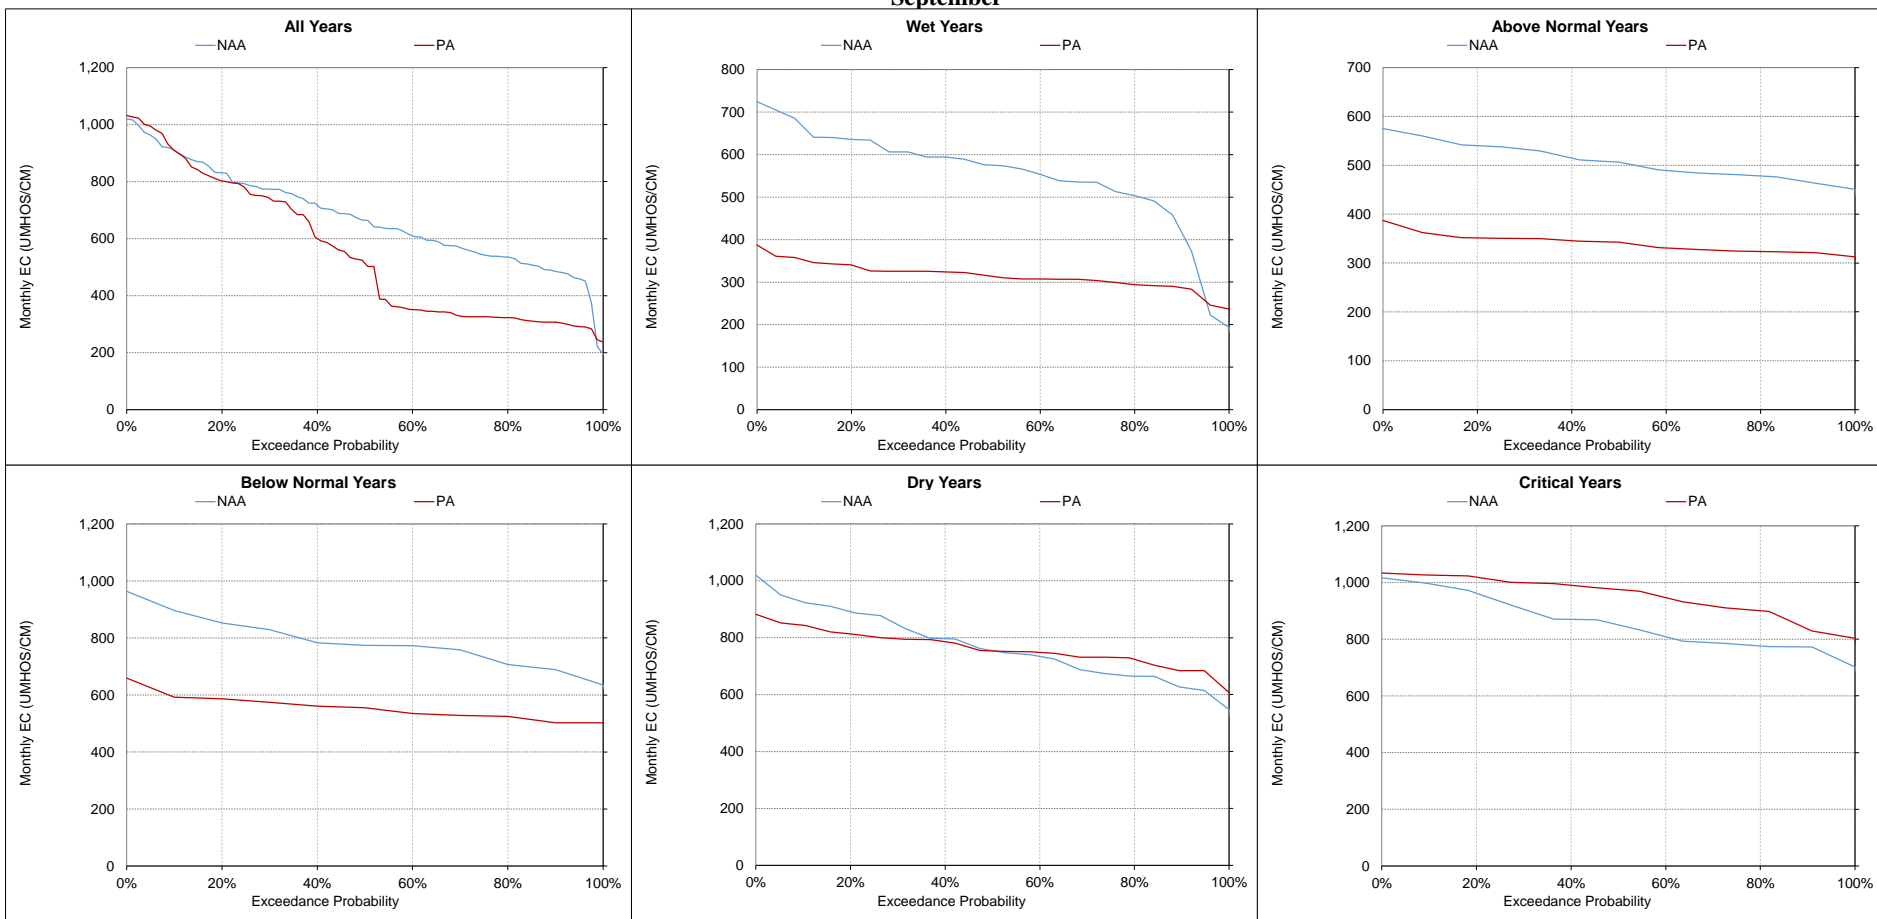 September
All Years
NAA PA
1,200
1,000
800
600
400
200
0
0% 20% 40% 60% 80% 100%
Monthly EC (UMHOS/CM)
Exceedance Probability
Wet Years
NAA PA
800
700
600
500
400
300
200
100
0
0% 20% 40% 60% 80% 100%
Monthly EC (UMHOS/CM)
Exceedance Probability
Above Normal Years
NAA PA
700
600
500
400
300
200
100
0
0% 20% 40% 60% 80% 100%
Monthly EC (UMHOS/CM)
Exceedance Probability
Below Normal Years
NAA PA
1,200
1,000
800
600
400
200
0
0% 20% 40% 60% 80% 100%
Monthly EC (UMHOS/CM)
Exceedance Probability
Dry Years
NAA PA
1,200
1,000
800
600
400
200
0
0% 20% 40% 60% 80% 100%
Monthly EC (UMHOS/CM)
Exceedance Probability
Critical Years
NAA PA
1,200
1,000
800
600
400
200
0
0% 20% 40% 60% 80% 100%
Monthly EC (UMHOS/CM)
Exceedance Probability